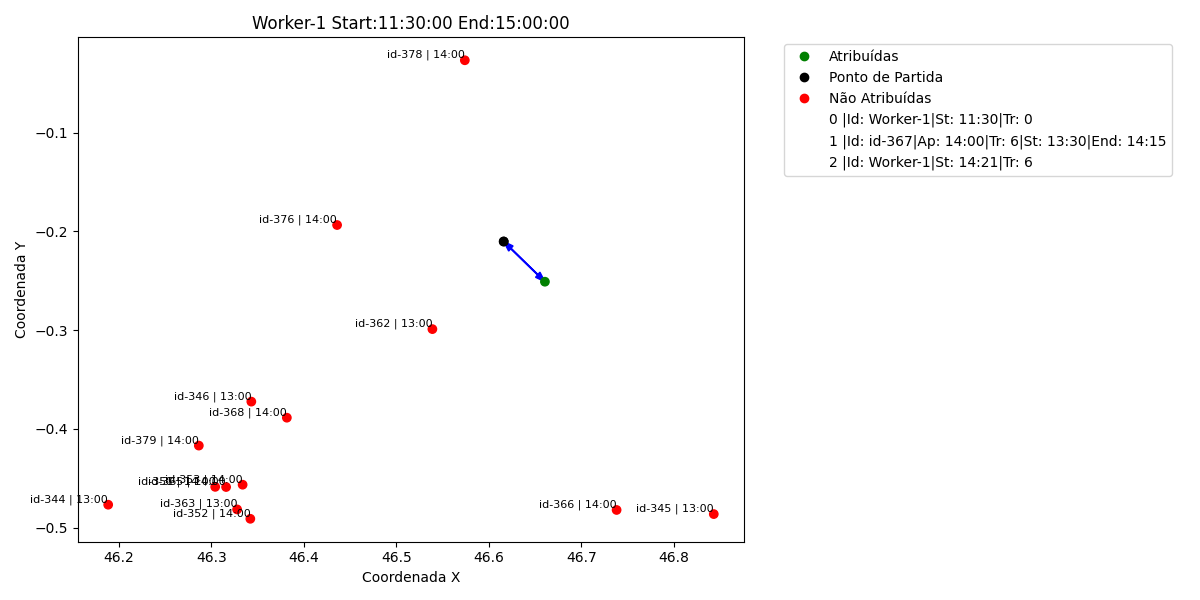 Worker-1 Start:11:30:00 End:15:00:00
id-378 | 14:00
id-376 | 14:00
id-362 | 13:00
id-346 | 13:00
id-368 | 14:00
id-379 | 14:00
14:00
id-344 | 13:00
id-363 | 13:00
id-352 | 14:00
id-366 | 14:00
id-345 | 13:00
−0.1
−0.2
−0.3
−0.4
−0.5
Coordenada Y
46.2 46.3 46.4 46.5 46.6 46.7 46.8
Coordenada X
Atribuídas
Ponto de Partida
Não Atribuídas
0 |Id: Worker-1|St: 11:30|Tr: 0
1 |Id: id-367|Ap: 14:00|Tr: 6|St: 13:30|End: 14:15
2 |Id: Worker-1|St: 14:21|Tr: 6